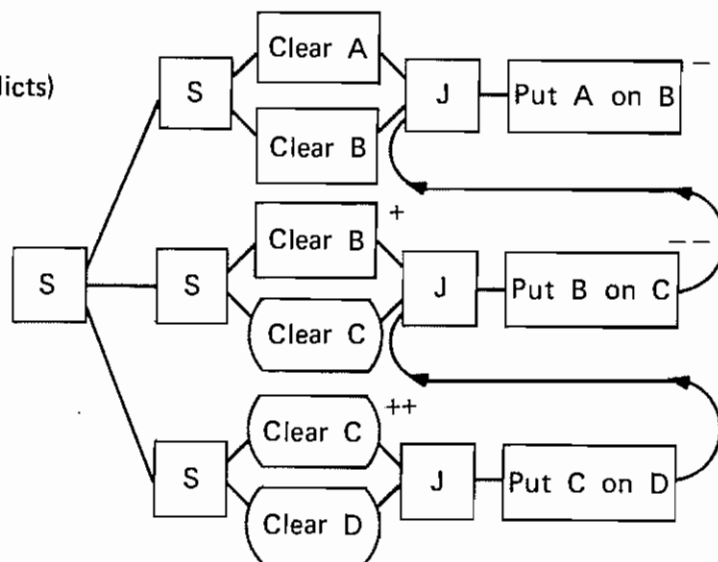 licts)
S
Clear A
Clear B
J
Put A on B
–
S
S
Clear B
+
Clear C
J
Put B on C
– –
S
Clear C
++
Clear D
J
Put C on D